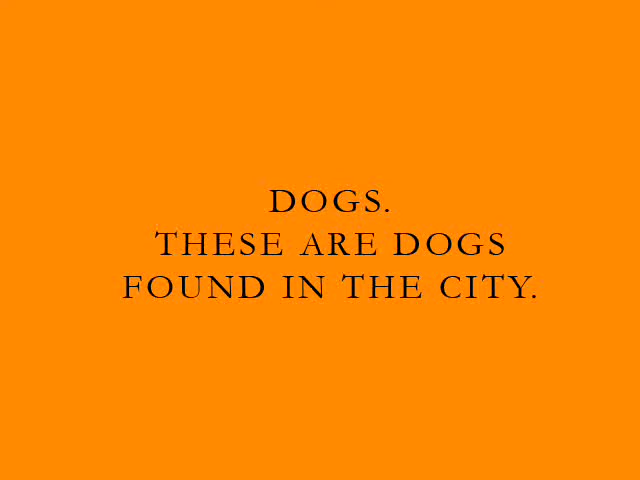 DOGS.
THESE ARE DOGS
FOUND IN THE CITY.